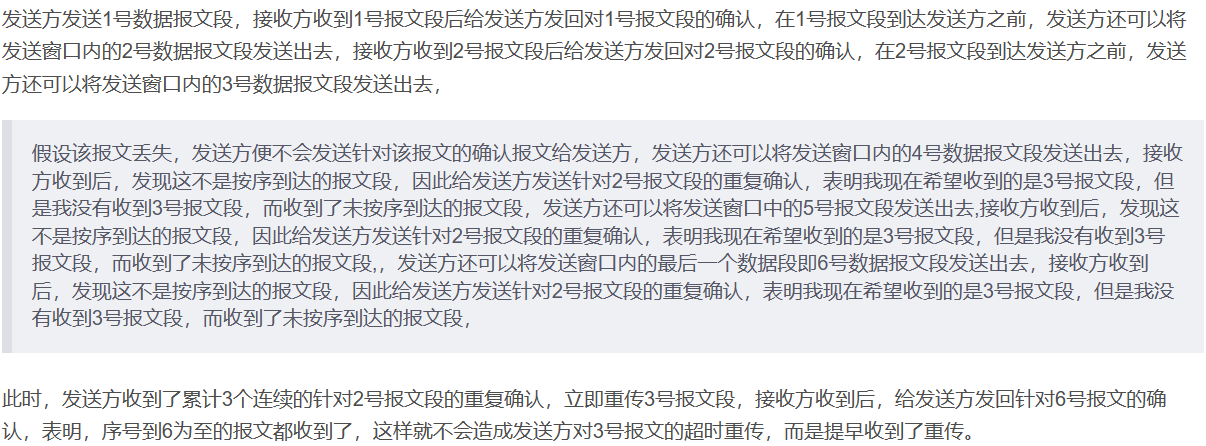 发送方发送1号数据报文段，接收方收到1号报文段后给发送方发回对1号报文段的确认，在1号报文段到达发送方之前，发送方还可以将
发送窗口内的2号数据报文段发送出去，接收方收到2号报文段后给发送方发回对2号报文段的确认，在2号报文段到达发送方之前，发送
方还可以将发送窗口内的3号数据报文段发送出去，
假设该报文丢失，发送方便不会发送针对该报文的确认报文给发送方，发送方还可以将发送窗口内的4号数据报文段发送出去，接收
方收到后，发现这不是按序到达的报文段，因此给发送方发送针对2号报文段的重复确认，表明我现在希望收到的是3号报文段，但
是我没有收到3号报文段，而收到了未按序到达的报文段，发送方还可以将发送窗口中的5号报文段发送出去,接收方收到后，发现这
不是按序到达的报文段，因此给发送方发送针对2号报文段的重复确认，表明我现在希望收到的是3号报文段，但是我没有收到3号
报文段，而收到了未按序到达的报文段,，发送方还可以将发送窗口内的最后一个数据段即6号数据报文段发送出去，接收方收到
后，发现这不是按序到达的报文段，因此给发送方发送针对2号报文段的重复确认，表明我现在希望收到的是3号报文段，但是我没
有收到3号报文段，而收到了未按序到达的报文段，
此时，发送方收到了累计3个连续的针对2号报文段的重复确认，立即重传3号报文段，接收方收到后，给发送方发回针对6号报文的确
认，表明，序号到6为至的报文都收到了，这样就不会造成发送方对3号报文的超时重传，而是提早收到了重传。